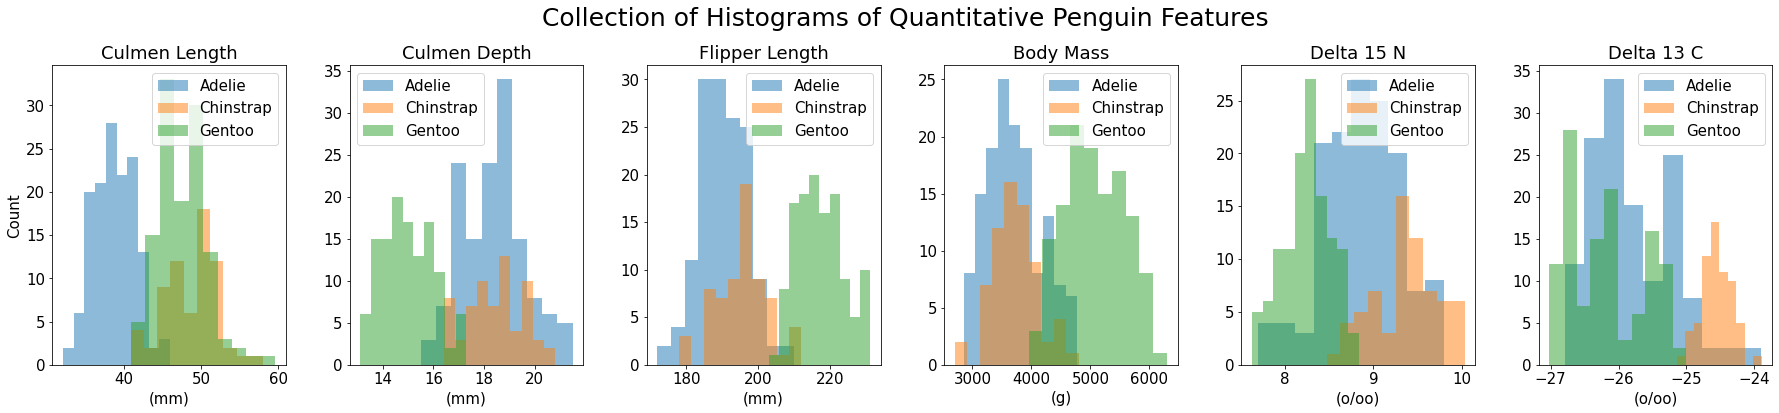 Collection of Histograms of Quantitative Penguin Features
Culmen Length
Count
30
25
20
15
10
5
0
40 50 60
(mm)
Adelie
Chinstrap
Gentoo
Culmen Depth
35
30
25
20
15
10
5
0
14 16 18 20
(mm)
Adelie
Chinstrap
Gentoo
Flipper Length
30
25
20
15
10
5
0
180 200 220
(mm)
Adelie
Chinstrap
Gentoo
Body Mass
25
20
15
10
5
0
3000 4000 5000 6000
(g)
Adelie
Chinstrap
Gentoo
Delta 15 N
25
20
15
10
5
0
8 9 10
(o/oo)
Adelie
Chinstrap
Gentoo
Delta 13 C
35
30
25
20
15
10
5
0
−27 −26 −25 −24
(o/oo)
Adelie
Chinstrap
Gentoo